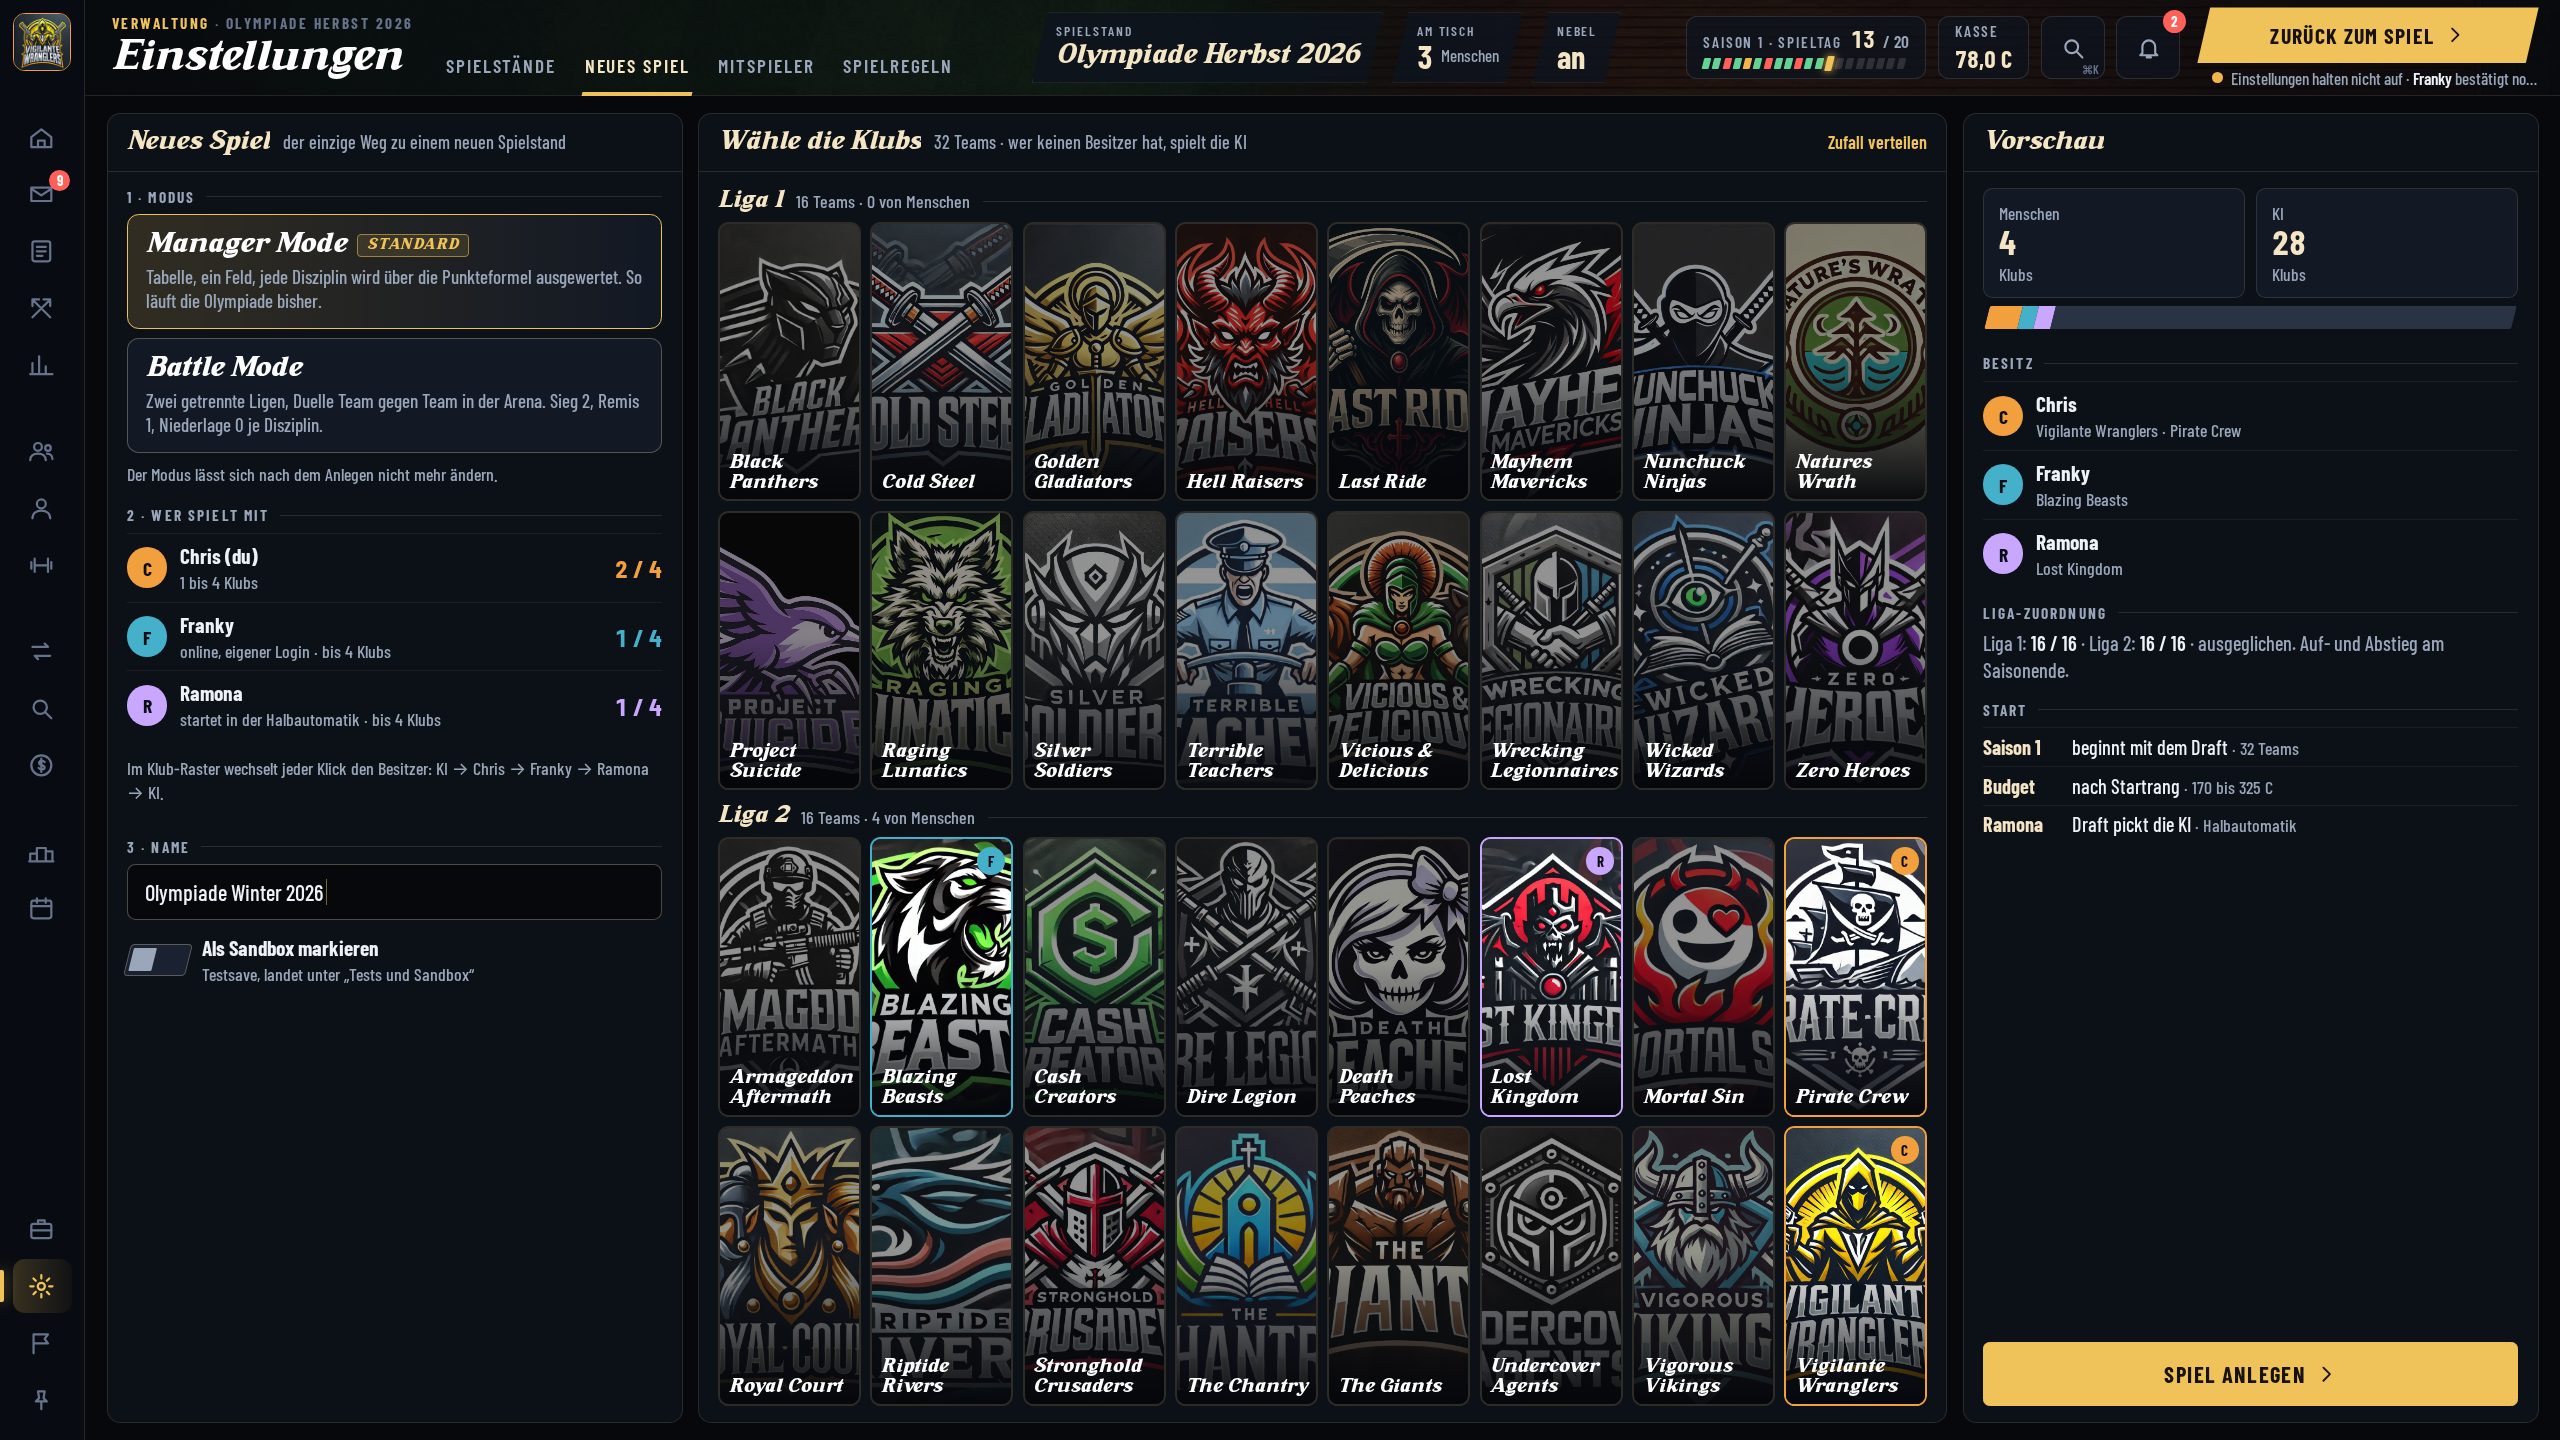 VERWALTUNG · OLYMPIADE HERBST 2026
Einstellungen
SPIELSTÄNDE
NEUES SPIEL
MITSPIELER
SPIELREGELN
SPIELSTAND
Olympiade Herbst 2026
AM TISCH
3 Menschen
NEBEL
an
SAISON 1 · SPIELTAG 13 / 20
KASSE
78,0 C
⌘K
2
ZURÜCK ZUM SPIEL
Einstellungen halten nicht auf · Franky bestätigt no...
9
Neues Spiel der einzige Weg zu einem neuen Spielstand
1 · MODUS
Manager Mode STANDARD
Tabelle, ein Feld, jede Disziplin wird über die Punkteformel ausgewertet. So
läuft die Olympiade bisher.
Battle Mode
Zwei getrennte Ligen, Duelle Team gegen Team in der Arena. Sieg 2, Remis
1, Niederlage 0 je Disziplin.
Der Modus lässt sich nach dem Anlegen nicht mehr ändern.
2 · WER SPIELT MIT
C
Chris (du)
1 bis 4 Klubs
2 / 4
F
Franky
online, eigener Login · bis 4 Klubs
1 / 4
R
Ramona
startet in der Halbautomatik · bis 4 Klubs
1 / 4
Im Klub-Raster wechselt jeder Klick den Besitzer: KI → Chris → Franky → Ramona
→ KI.
3 · NAME
Olympiade Winter 2026
Als Sandbox markieren
Testsave, landet unter „Tests und Sandbox“
Wähle die Klubs 32 Teams · wer keinen Besitzer hat, spielt die KI
Zufall verteilen
Liga 1 16 Teams · 0 von Menschen
Black
Panthers
Cold Steel
Golden
Gladiators
Hell Raisers
Last Ride
Mayhem
Mavericks
Nunchuck
Ninjas
Natures
Wrath
Project
Suicide
Raging
Lunatics
Silver
Soldiers
Terrible
Teachers
Vicious &
Delicious
Wrecking
Legionnaires
Wicked
Wizards
Zero Heroes
Liga 2 16 Teams · 4 von Menschen
Armageddon
Aftermath
F
Blazing
Beasts
Cash
Creators
Dire Legion
Death
Peaches
R
Lost
Kingdom
Mortal Sin
C
Pirate Crew
Royal Court
Riptide
Rivers
Stronghold
Crusaders
The Chantry
The Giants
Undercover
Agents
Vigorous
Vikings
C
Vigilante
Wranglers
Vorschau
Menschen
4
Klubs
KI
28
Klubs
BESITZ
C
Chris
Vigilante Wranglers · Pirate Crew
F
Franky
Blazing Beasts
R
Ramona
Lost Kingdom
LIGA-ZUORDNUNG
Liga 1: 16 / 16 · Liga 2: 16 / 16 · ausgeglichen. Auf- und Abstieg am
Saisonende.
START
Saison 1 beginnt mit dem Draft · 32 Teams
Budget nach Startrang · 170 bis 325 C
Ramona Draft pickt die KI · Halbautomatik
SPIEL ANLEGEN